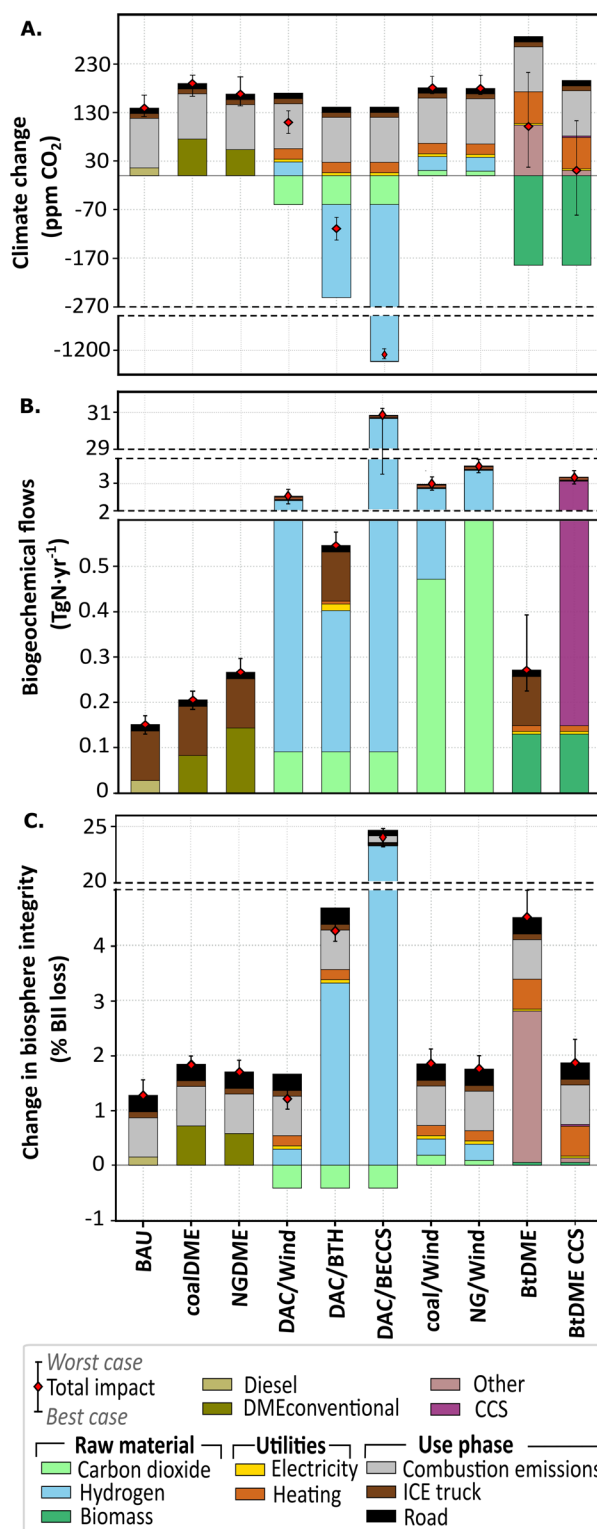 A.
Climate change
(ppm CO₂)
230
130
30
-70
-170
-270
-1200
B.
Biogeochemical flows
(TgN·yr⁻¹)
31
29
3
2
2
0.5
0.4
0.3
0.2
0.1
0
C.
Change in biosphere integrity
(% BII loss)
25
20
4
3
2
1
0
-1
BAU
coalDME
NGDME
DAC/Wind
DAC/BTH
DAC/BECCS
coal/Wind
NG/Wind
BtDME
BtDME CCS
Worst case
Total impact
Best case
Diesel
DMEconventional
Other
CCS
Raw material
Carbon dioxide
Hydrogen
Biomass
Utilities
Electricity
Heating
Use phase
Combustion emissions
ICE truck
Road